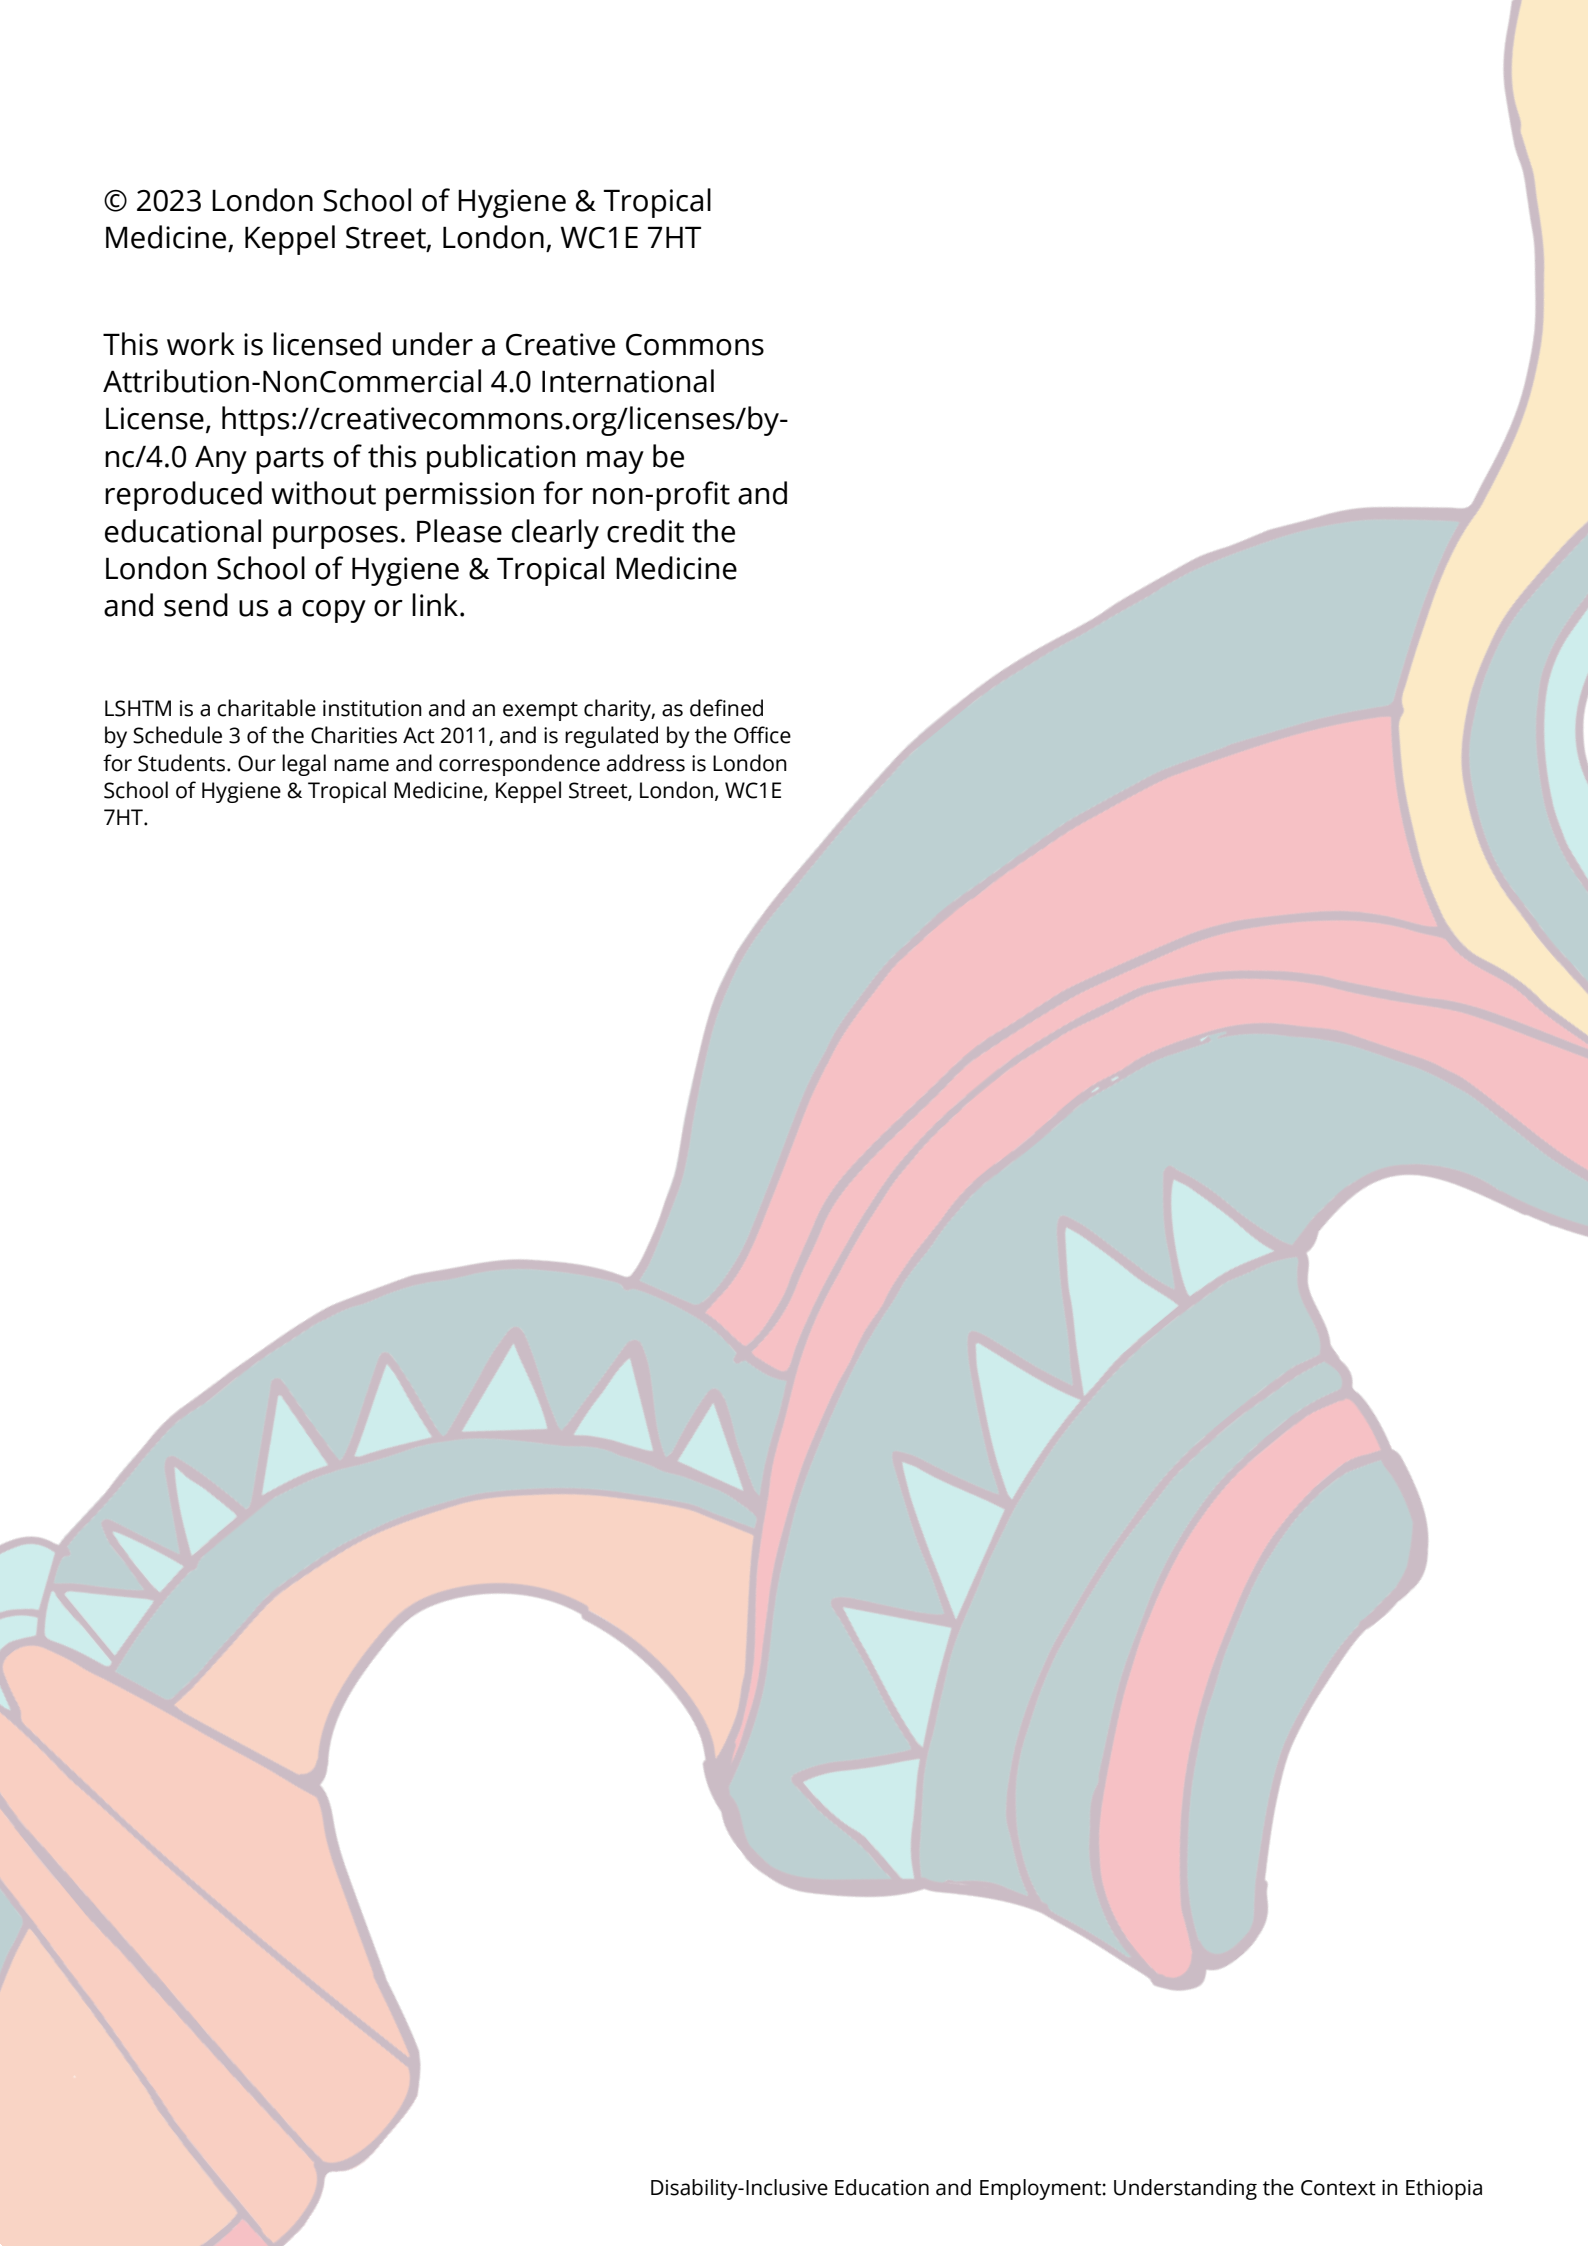 © 2023 London School of Hygiene & Tropical
Medicine, Keppel Street, London, WC1E 7HT
This work is licensed under a Creative Commons
Attribution-NonCommercial 4.0 International
License, https://creativecommons.org/licenses/by-
nc/4.0 Any parts of this publication may be
reproduced without permission for non-profit and
educational purposes. Please clearly credit the
London School of Hygiene & Tropical Medicine
and send us a copy or link.
LSHTM is a charitable institution and an exempt charity, as defined
by Schedule 3 of the Charities Act 2011, and is regulated by the Office
for Students. Our legal name and correspondence address is London
School of Hygiene & Tropical Medicine, Keppel Street, London, WC1E
7HT.
Disability-Inclusive Education and Employment: Understanding the Context in Ethiopia